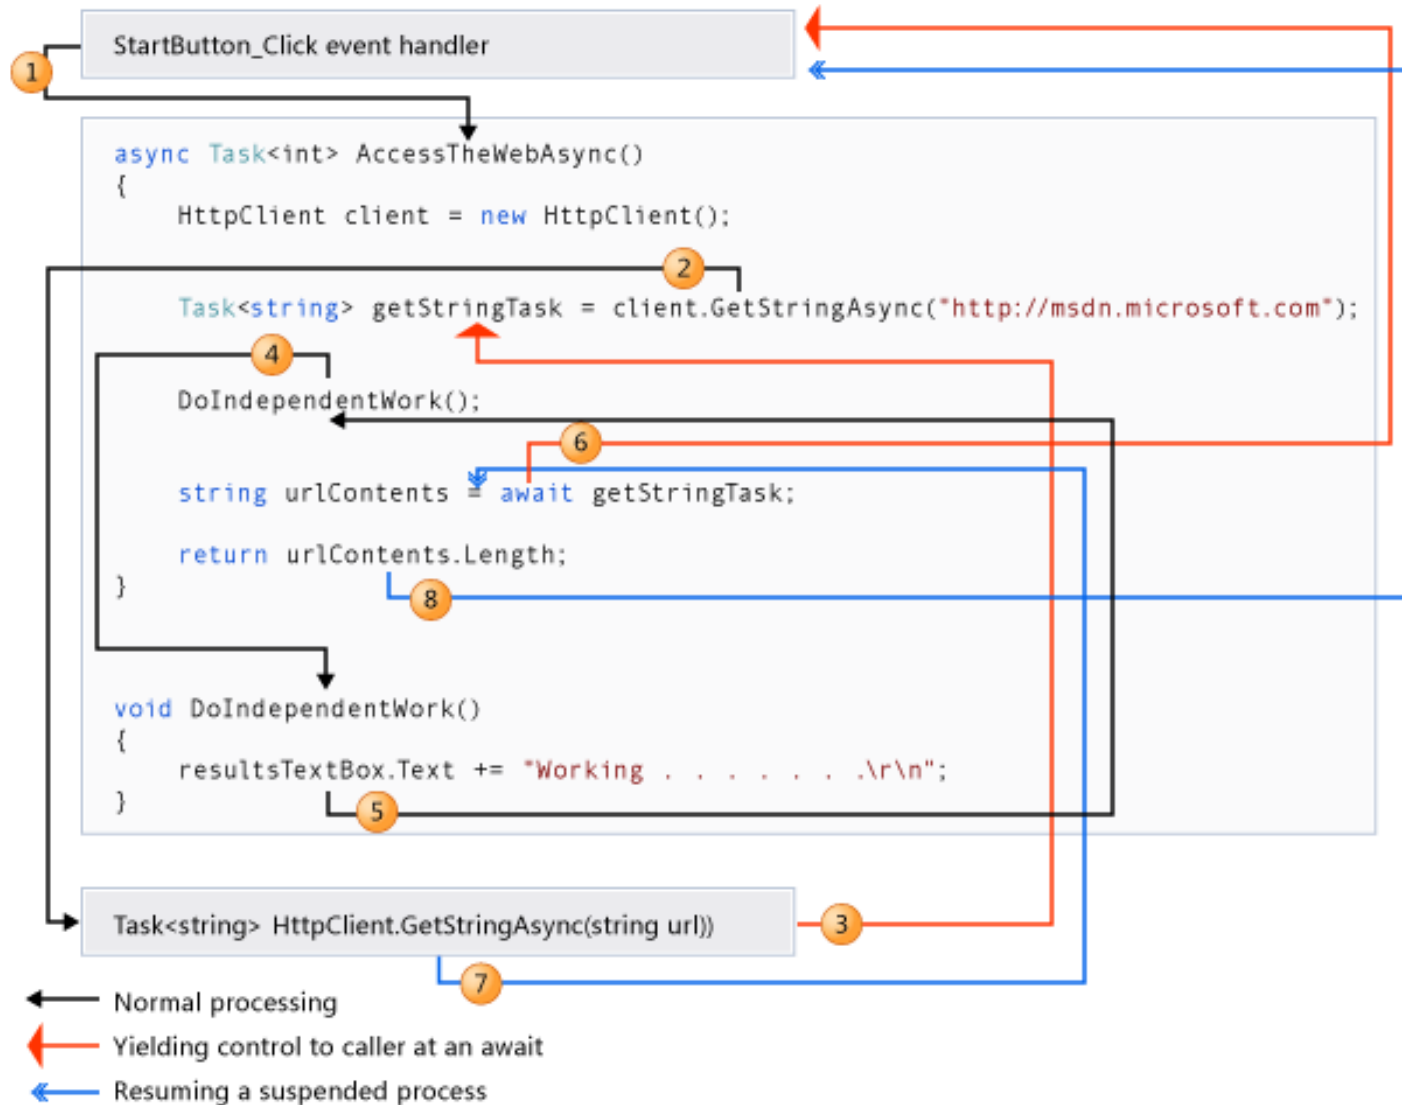 StartButton_Click event handler
1
async Task<int> AccessTheWebAsync()
{
HttpClient client = new HttpClient();
2
Task<string> getStringTask = client.GetStringAsync("http://msdn.microsoft.com");
4
DoIndependentWork();
6
string urlContents = await getStringTask;
return urlContents.Length;
}
8
void DoIndependentWork()
{
resultsTextBox.Text += "Working . . . . . . .\r\n";
}
5
Task<string> HttpClient.GetStringAsync(string url))
3
7
Normal processing
Yielding control to caller at an await
Resuming a suspended process